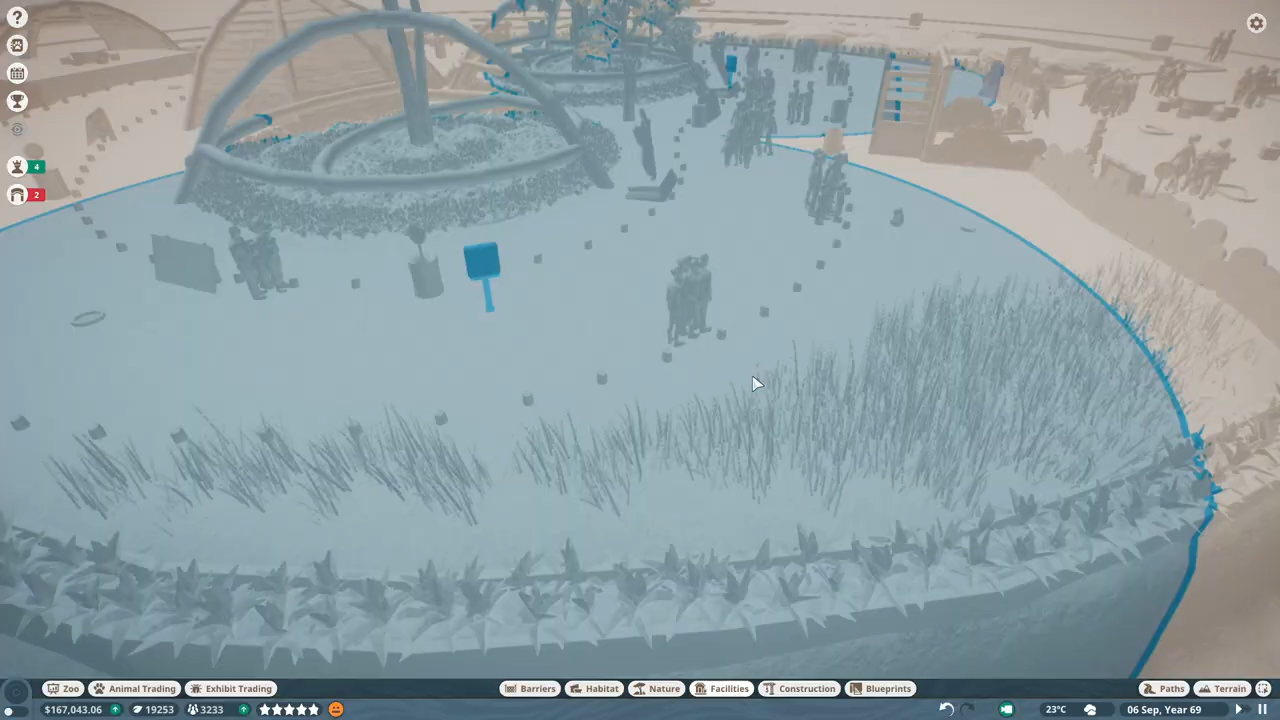 ?
4
2
Zoo
Animal Trading
Exhibit Trading
Barriers
Habitat
Nature
Facilities
Construction
Blueprints
Paths
Terrain
$167,043.06
19253
3233
23°C
06 Sep, Year 69